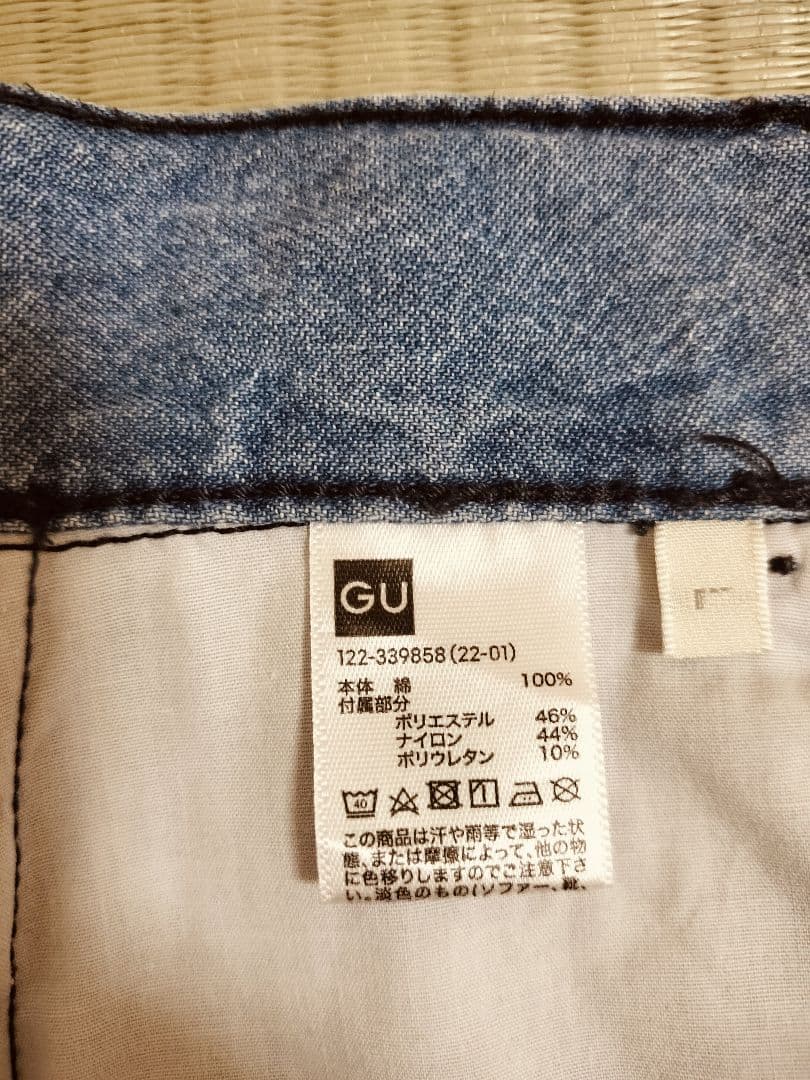 GU
122-339858(22-01)
本体 綿 100%
付属部分
ポリエステル 46%
ナイロン 44%
ポリウレタン 10%
40
この商品は汗や雨等で湿った状
態、または摩擦によって、他の物
に色移りしますのでご注意下さ
い。淡色のもの(ソファー、靴、